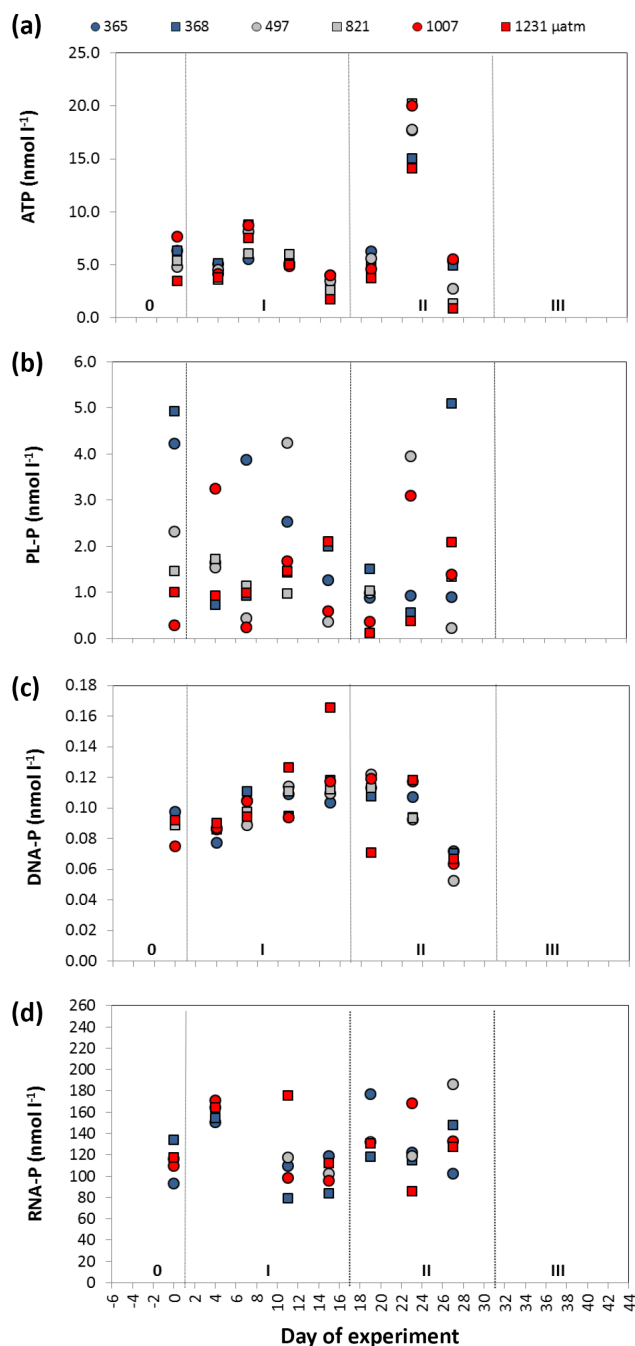 (a) 365 368 497 821 1007 1231 µatm
ATP (nmol l-1)
25.0
20.0
15.0
10.0
5.0
0.0
0 I II III
(b)
PL-P (nmol l-1)
6.0
5.0
4.0
3.0
2.0
1.0
0.0
(c)
DNA-P (nmol l-1)
0.18
0.16
0.14
0.12
0.10
0.08
0.06
0.04
0.02
0.00
0 I II III
(d)
RNA-P (nmol l-1)
260
240
220
200
180
160
140
120
100
80
60
40
20
0
0 I II III
-6 -4 -2 0 2 4 6 8 10 12 14 16 18 20 22 24 26 28 30 32 34 36 38 40 42 44
Day of experiment